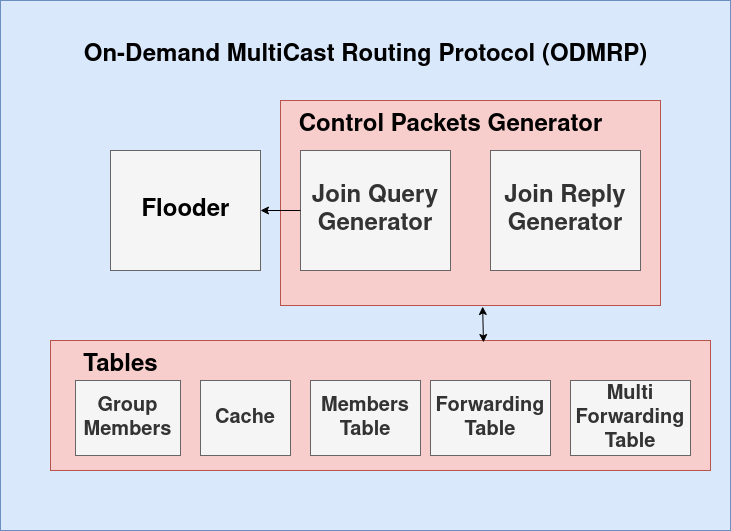 On-Demand MultiCast Routing Protocol (ODMRP)
Control Packets Generator
Flooder
Join Query
Generator
Join Reply
Generator
Tables
Group
Members
Cache
Members
Table
Forwarding
Table
Multi
Forwarding
Table